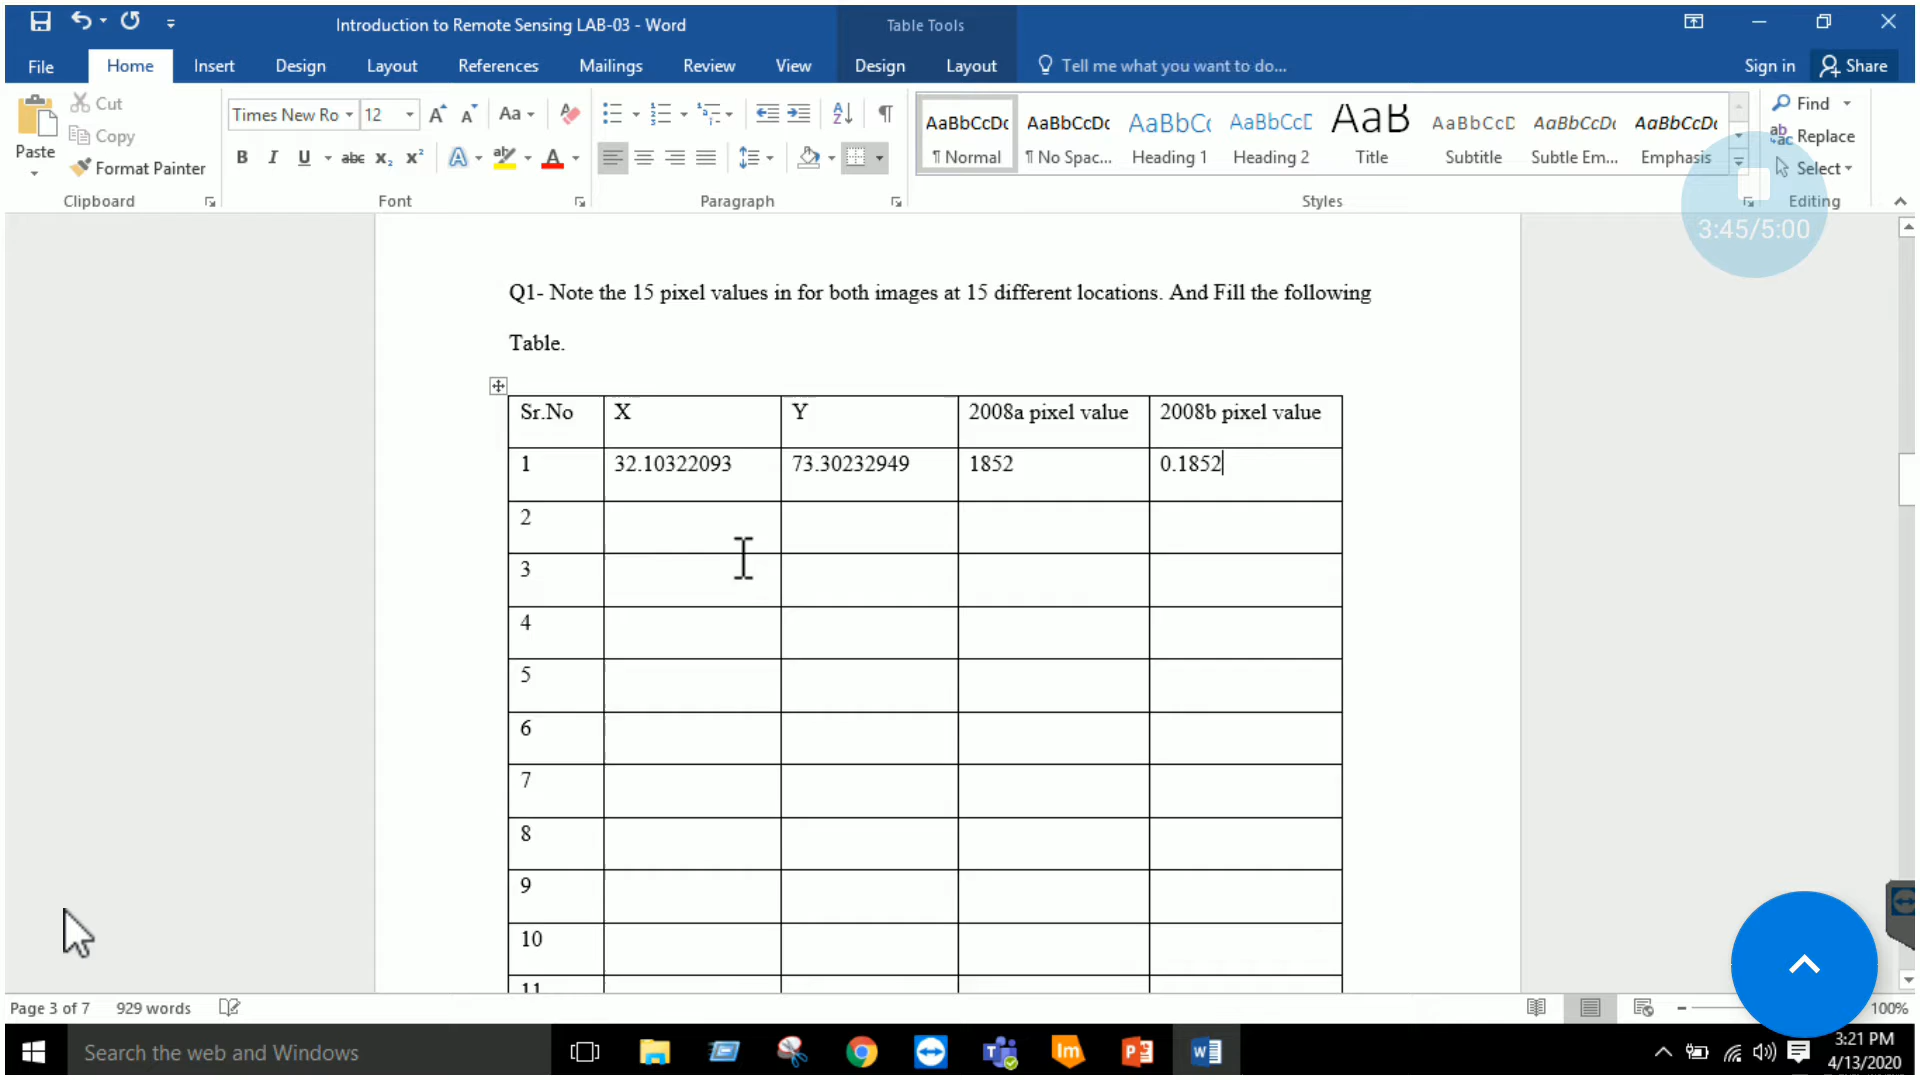 Introduction to Remote Sensing LAB-03 - Word
Table Tools
File
Home
Insert
Design
Layout
References
Mailings
Review
View
Design
Layout
Tell me what you want to do...
Sign in
Share
Paste
Cut
Copy
Format Painter
Clipboard
Times New Ro
12
Font
Paragraph
AaBbCcDc
¶ Normal
AaBbCcDc
¶ No Spac...
AaBbC
Heading 1
AaBbCcD
Heading 2
AaB
Title
AaBbCcD
Subtitle
AaBbCcDc
Subtle Em...
AaBbCcDc
Emphasis
Styles
Find
Replace
Select
Editing
3:45/5:00
Q1- Note the 15 pixel values in for both images at 15 different locations. And Fill the following
Table.
Sr.No X Y 2008a pixel value 2008b pixel value
1 32.10322093 73.30232949 1852 0.1852
2
3
4
5
6
7
8
9
10
11
Page 3 of 7
929 words
100%
Search the web and Windows
3:21 PM
4/13/2020